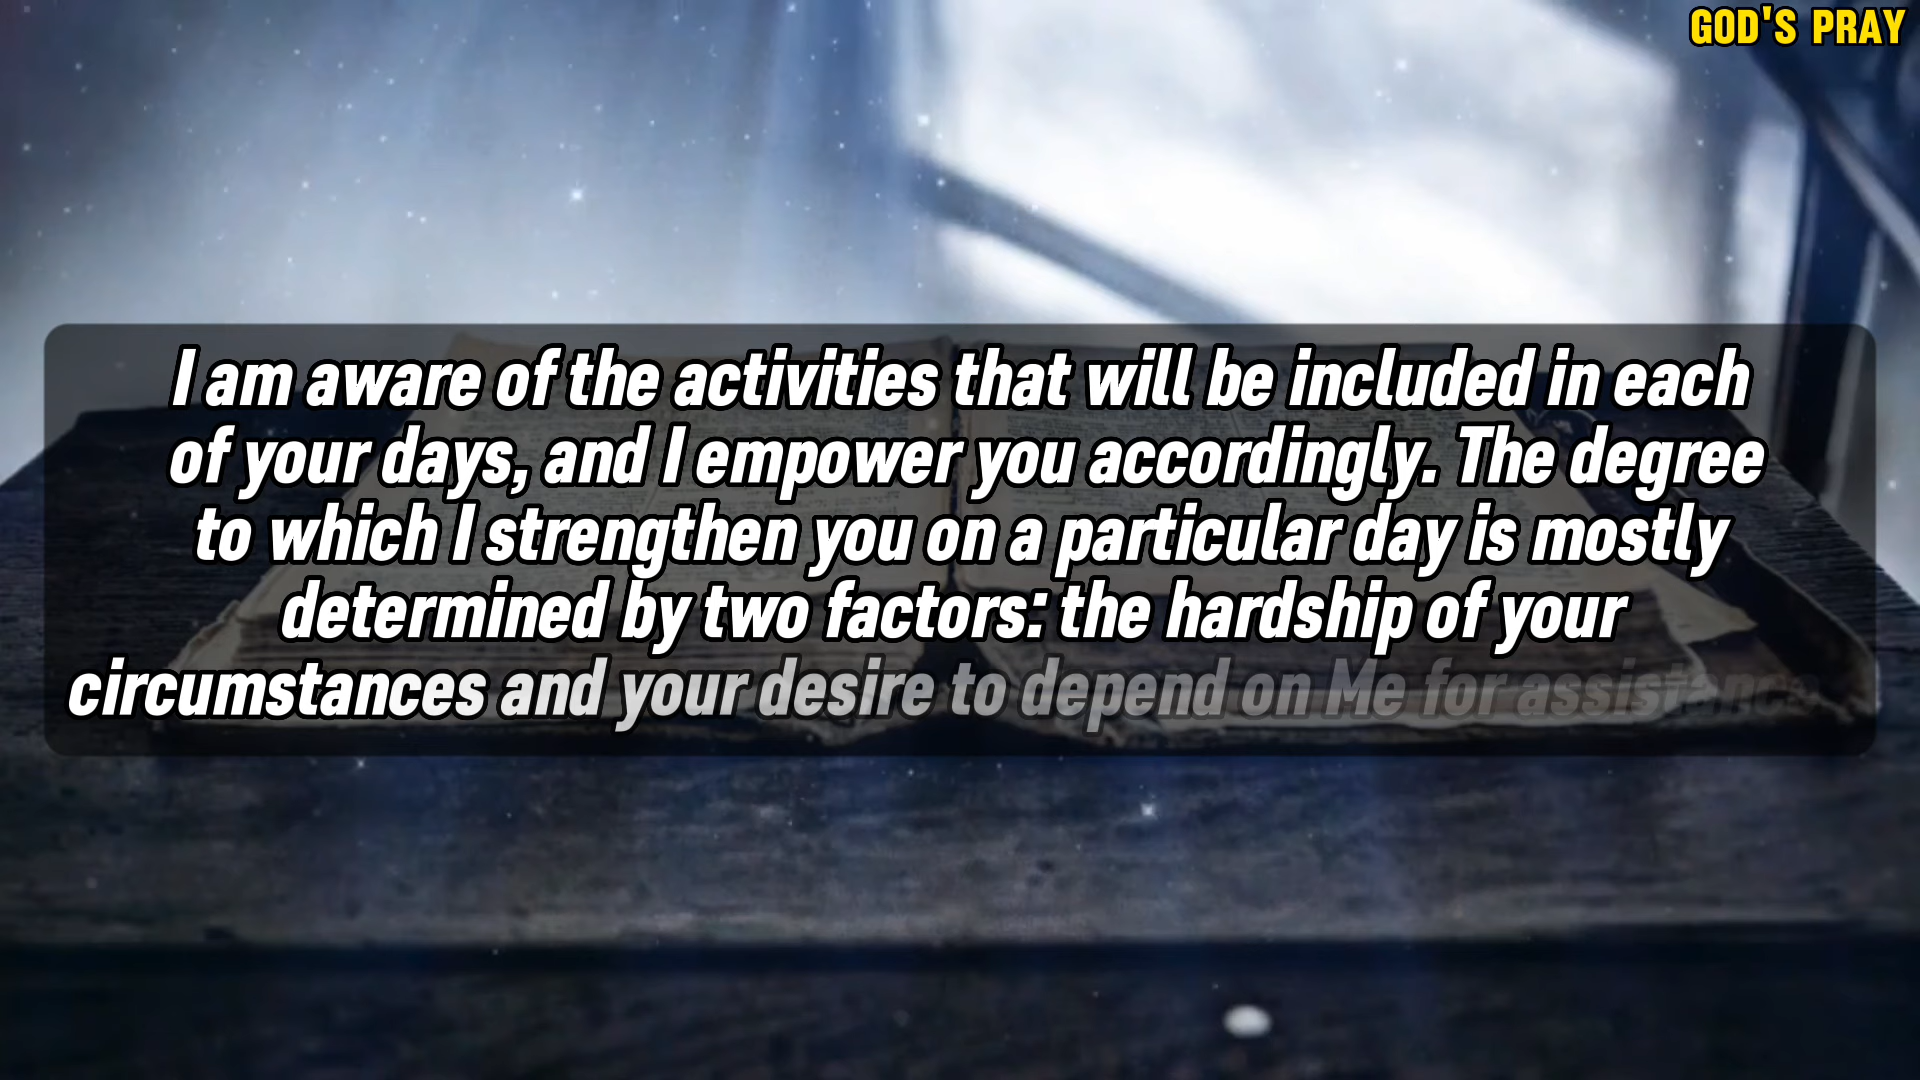 GOD'S PRAY
I am aware of the activities that will be included in each
of your days, and I empower you accordingly. The degree
to which I strengthen you on a particular day is mostly
determined by two factors: the hardship of your
circumstances and your desire to depend on Me for assistance